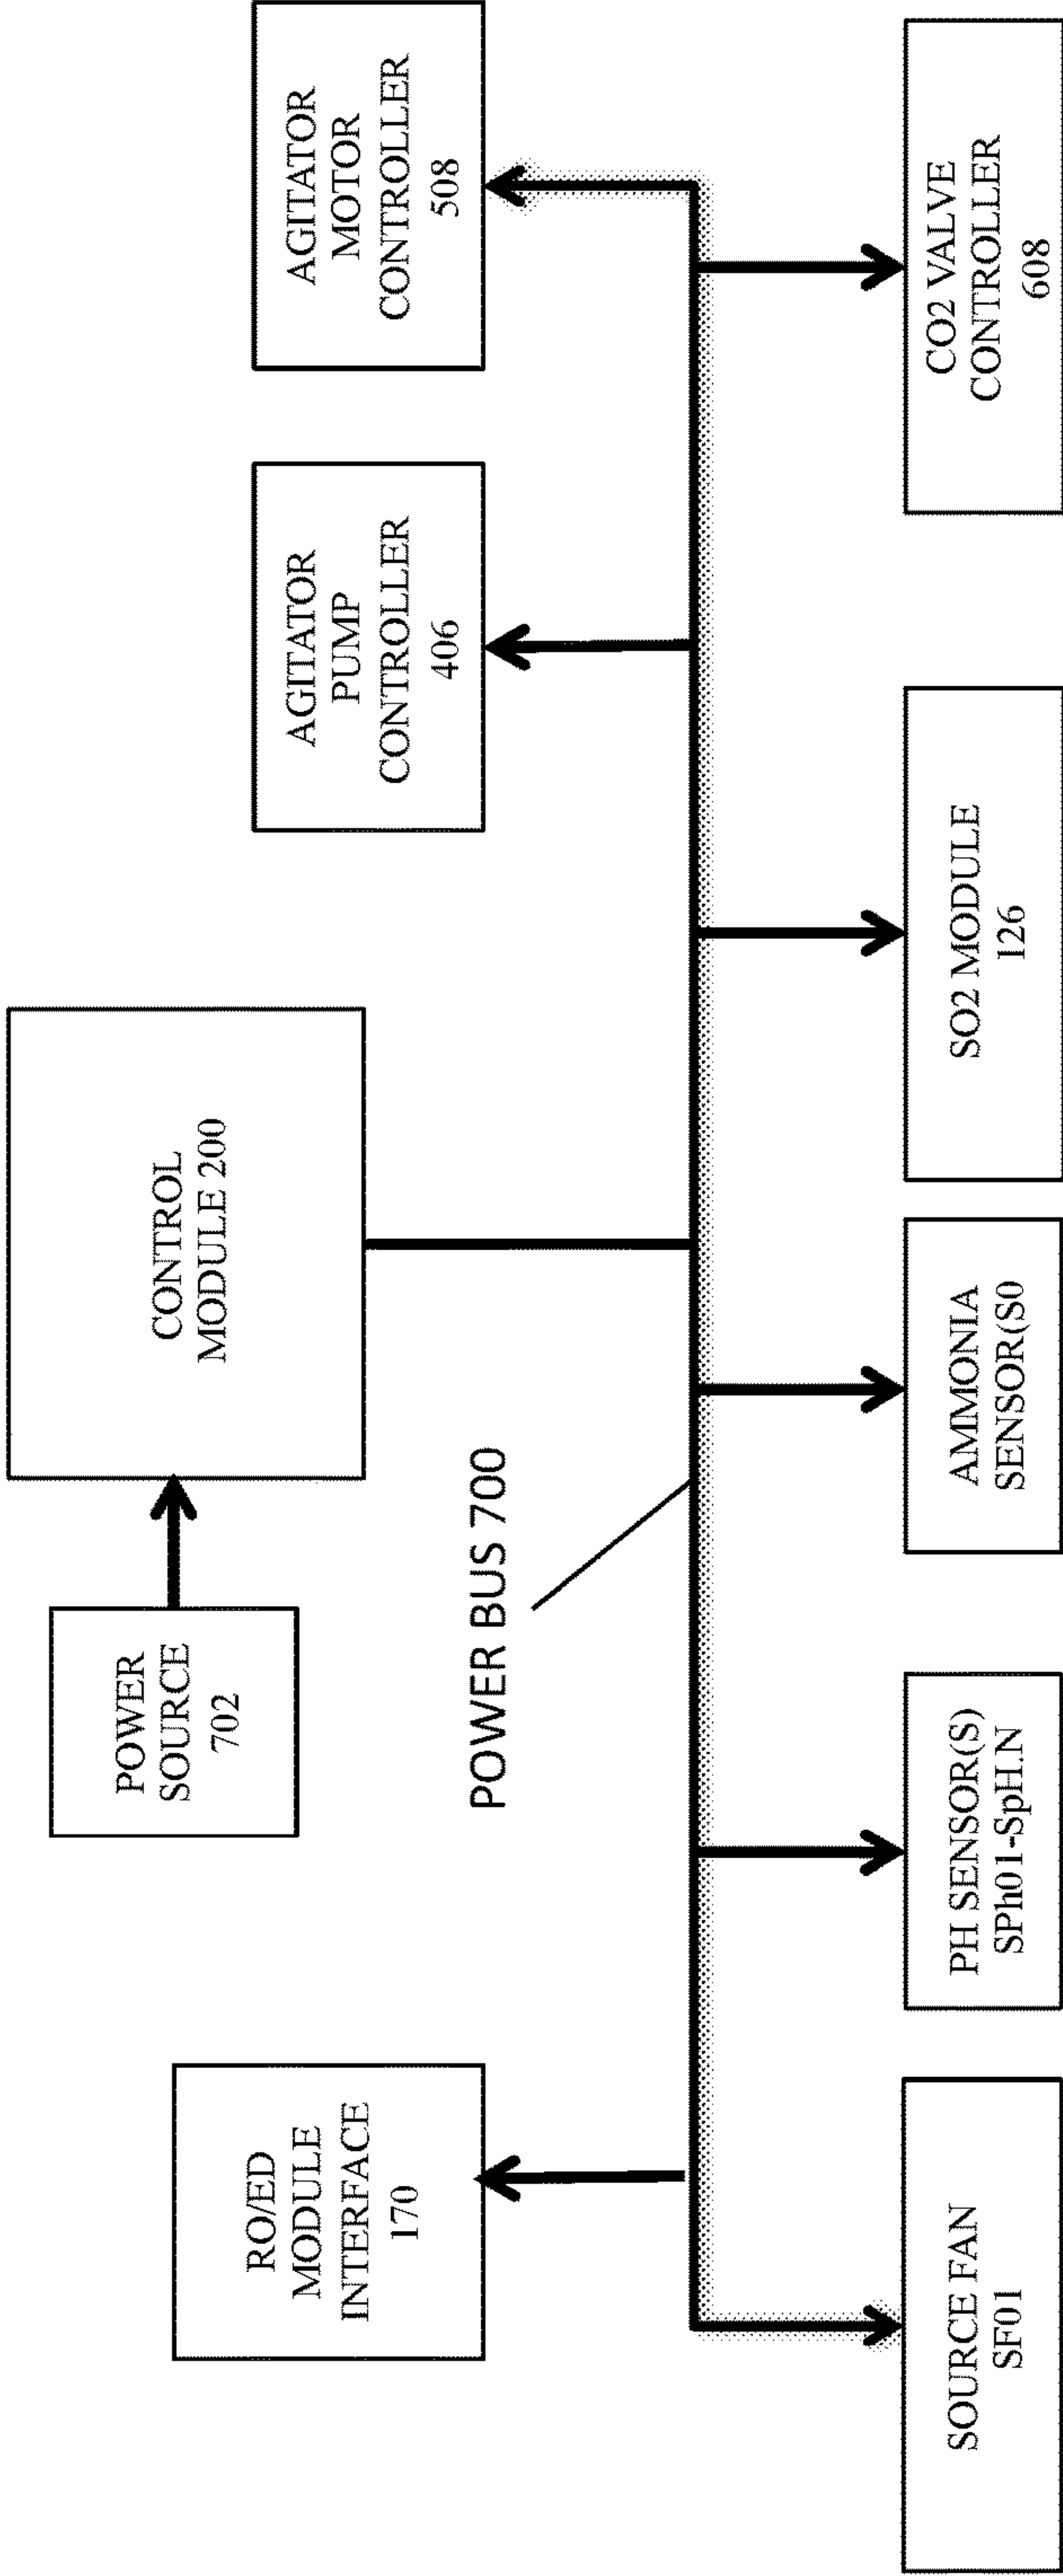 POWER
SOURCE
702
CONTROL
MODULE 200
RO/ED
MODULE
INTERFACE
170
AGITATOR
PUMP
CONTROLLER
406
AGITATOR
MOTOR
CONTROLLER
508
POWER BUS 700
SOURCE FAN
SF01
PH SENSOR(S)
SPh01-SpH.N
AMMONIA
SENSOR(S0
SO2 MODULE
126
CO2 VALVE
CONTROLLER
608